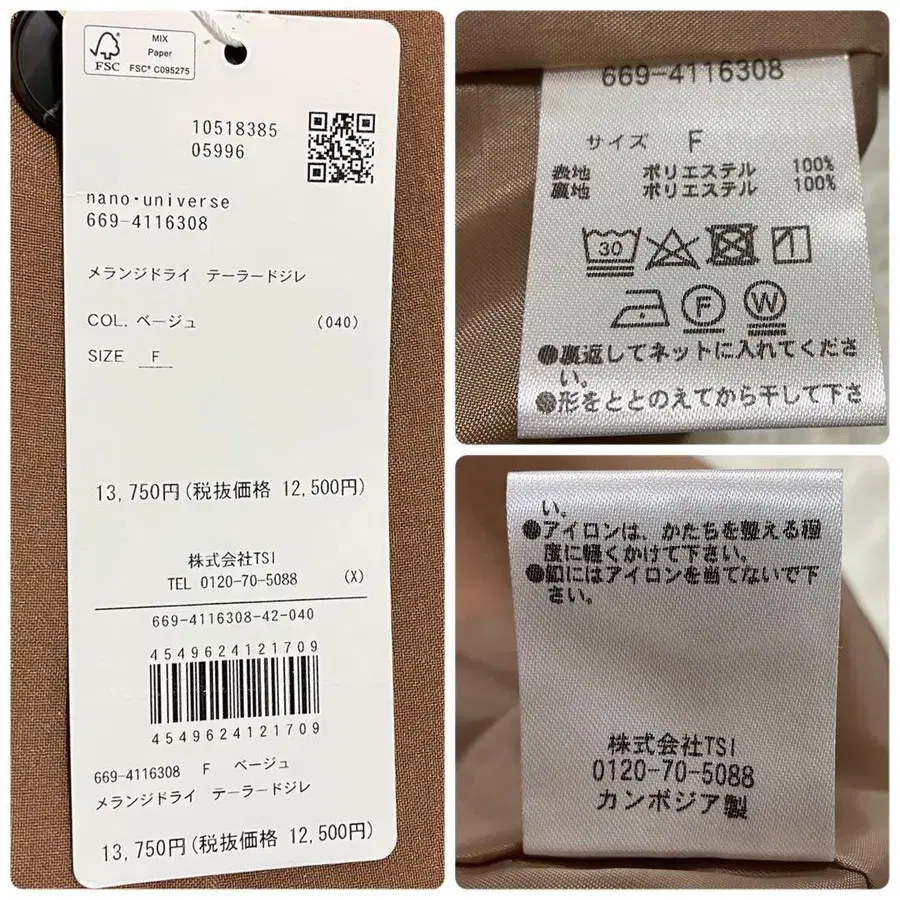 FSC
MIX
Paper
FSC® C095275
10518385
05996
nano・universe
669-4116308
メランジドライ テーラードジレ
COL. ベージュ (040)
SIZE F
13,750円(税抜価格 12,500円)
株式会社TSI
TEL 0120-70-5088 (X)
669-4116308-42-040
4549624121709
4549624121709
669-4116308 F ベージュ
メランジドライ テーラードジレ
13,750円(税抜価格 12,500円)
669-4116308
サイズ F
表地 ポリエステル 100%
裏地 ポリエステル 100%
30
F W
●裏返してネットに入れてくださ
い。
●形をととのえてから干して下さ
い。
●アイロンは、かたちを整える程
度に軽くかけて下さい。
●釦にはアイロンを当てないで下
さい。
株式会社TSI
0120-70-5088
カンボジア製